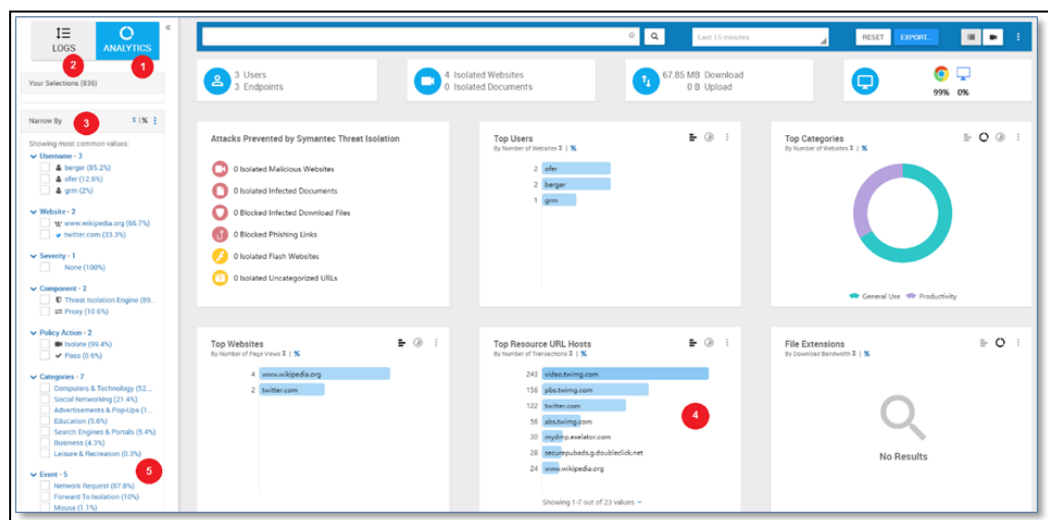 LOGS
ANALYTICS
2
1
Your Selections (836)
Narrow By
3
Σ | %
Showing most common values:
Username - 3
berger (85.2%)
ofer (12.8%)
grm (2%)
Website - 2
www.wikipedia.org (66.7%)
twitter.com (33.3%)
Severity - 1
None (100%)
Component - 2
Threat Isolation Engine (89...
Proxy (10.6%)
Policy Action - 2
Isolate (99.4%)
Pass (0.6%)
Categories - 7
Computers & Technology (52...
Social Networking (21.4%)
Advertisements & Pop-Ups (1...
Education (5.6%)
Search Engines & Portals (5.4%)
Business (4.3%)
Leisure & Recreation (0.3%)
5
Event - 5
Network Request (87.8%)
Forward To Isolation (10%)
Mouse (1.1%)
Last 15 minutes
RESET
EXPORT...
3 Users
3 Endpoints
4 Isolated Websites
0 Isolated Documents
67.85 MB Download
0 B Upload
99% 0%
Attacks Prevented by Symantec Threat Isolation
0 Isolated Malicious Websites
0 Isolated Infected Documents
0 Blocked Infected Download Files
0 Blocked Phishing Links
0 Isolated Flash Websites
0 Isolated Uncategorized URLs
Top Users
By Number of Websites Σ | %
2 ofer
2 berger
1 grm
Top Categories
By Number of Websites Σ | %
General Use Productivity
Top Websites
By Number of Page Views Σ | %
4 www.wikipedia.org
2 twitter.com
Top Resource URL Hosts
By Number of Transactions Σ | %
243 video.twimg.com
156 pbs.twimg.com
122 twitter.com
56 abs.twimg.com
30 mydmp.exelator.com
28 securepubads.g.doubleclick.net
24 www.wikipedia.org
4
Showing 1-7 out of 23 values
File Extensions
By Download Bandwidth Σ | %
No Results